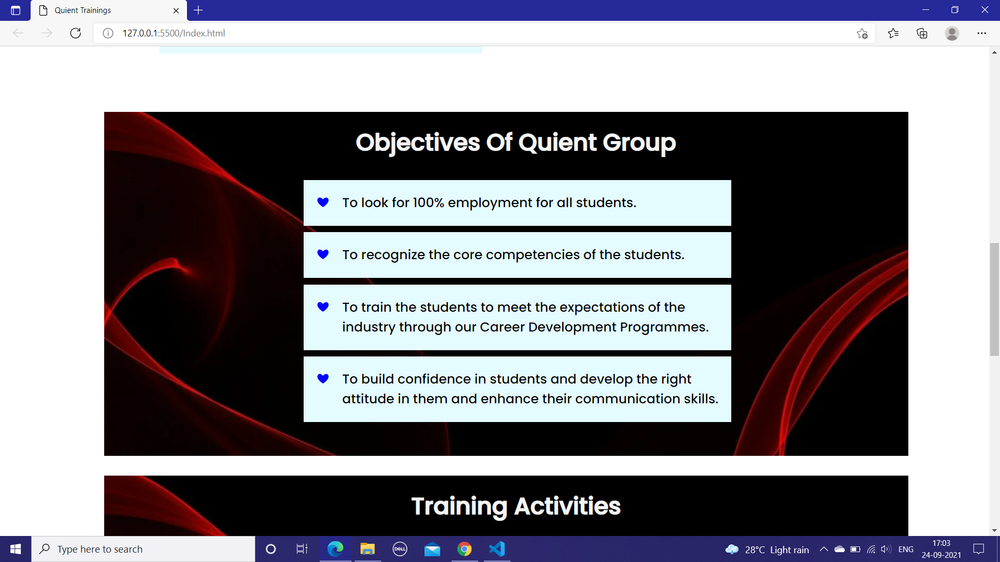 Quient Trainings
127.0.0.1:5500/Index.html
Objectives Of Quient Group
To look for 100% employment for all students.
To recognize the core competencies of the students.
To train the students to meet the expectations of the
industry through our Career Development Programmes.
To build confidence in students and develop the right
attitude in them and enhance their communication skills.
Training Activities
Type here to search
DELL
28°C Light rain
ENG
17:03
24-09-2021